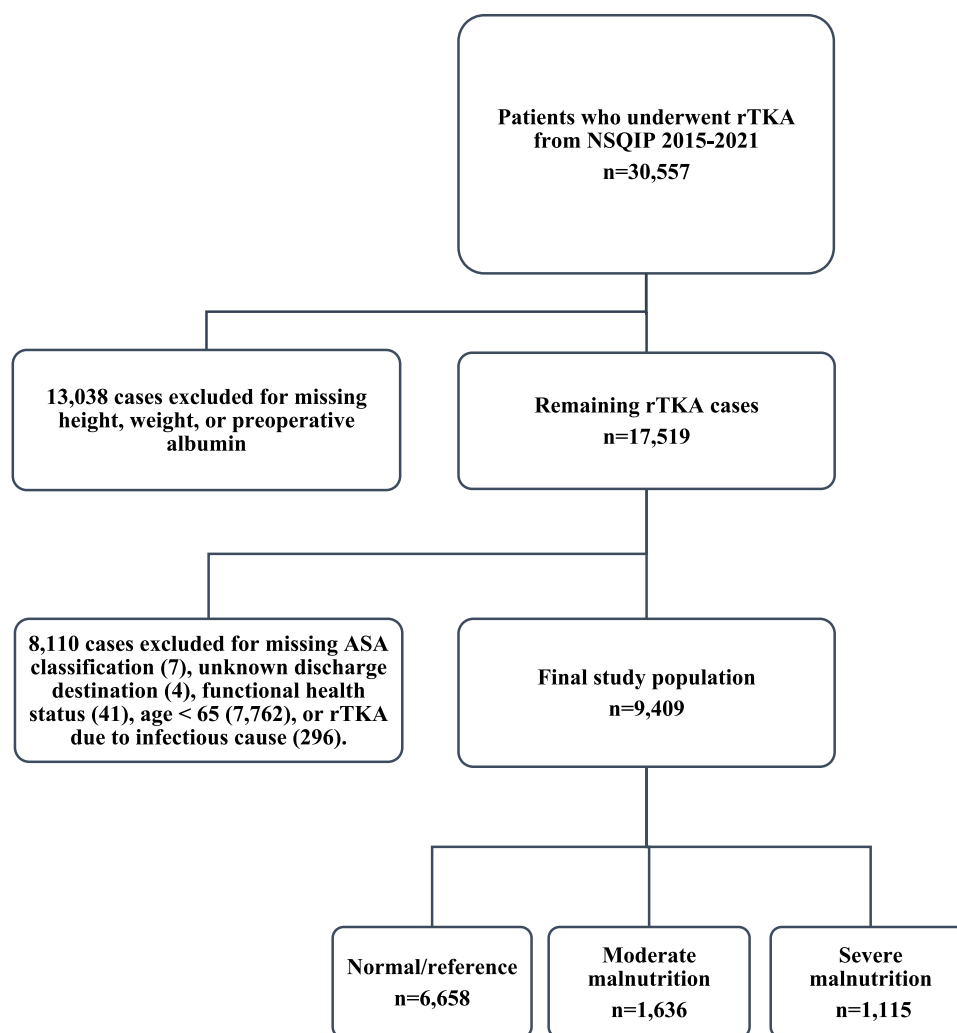 Patients who underwent rTKA
from NSQIP 2015-2021
n=30,557
13,038 cases excluded for missing
height, weight, or preoperative
albumin
Remaining rTKA cases
n=17,519
8,110 cases excluded for missing ASA
classification (7), unknown discharge
destination (4), functional health
status (41), age < 65 (7,762), or rTKA
due to infectious cause (296).
Final study population
n=9,409
Normal/reference
n=6,658
Moderate
malnutrition
n=1,636
Severe
malnutrition
n=1,115